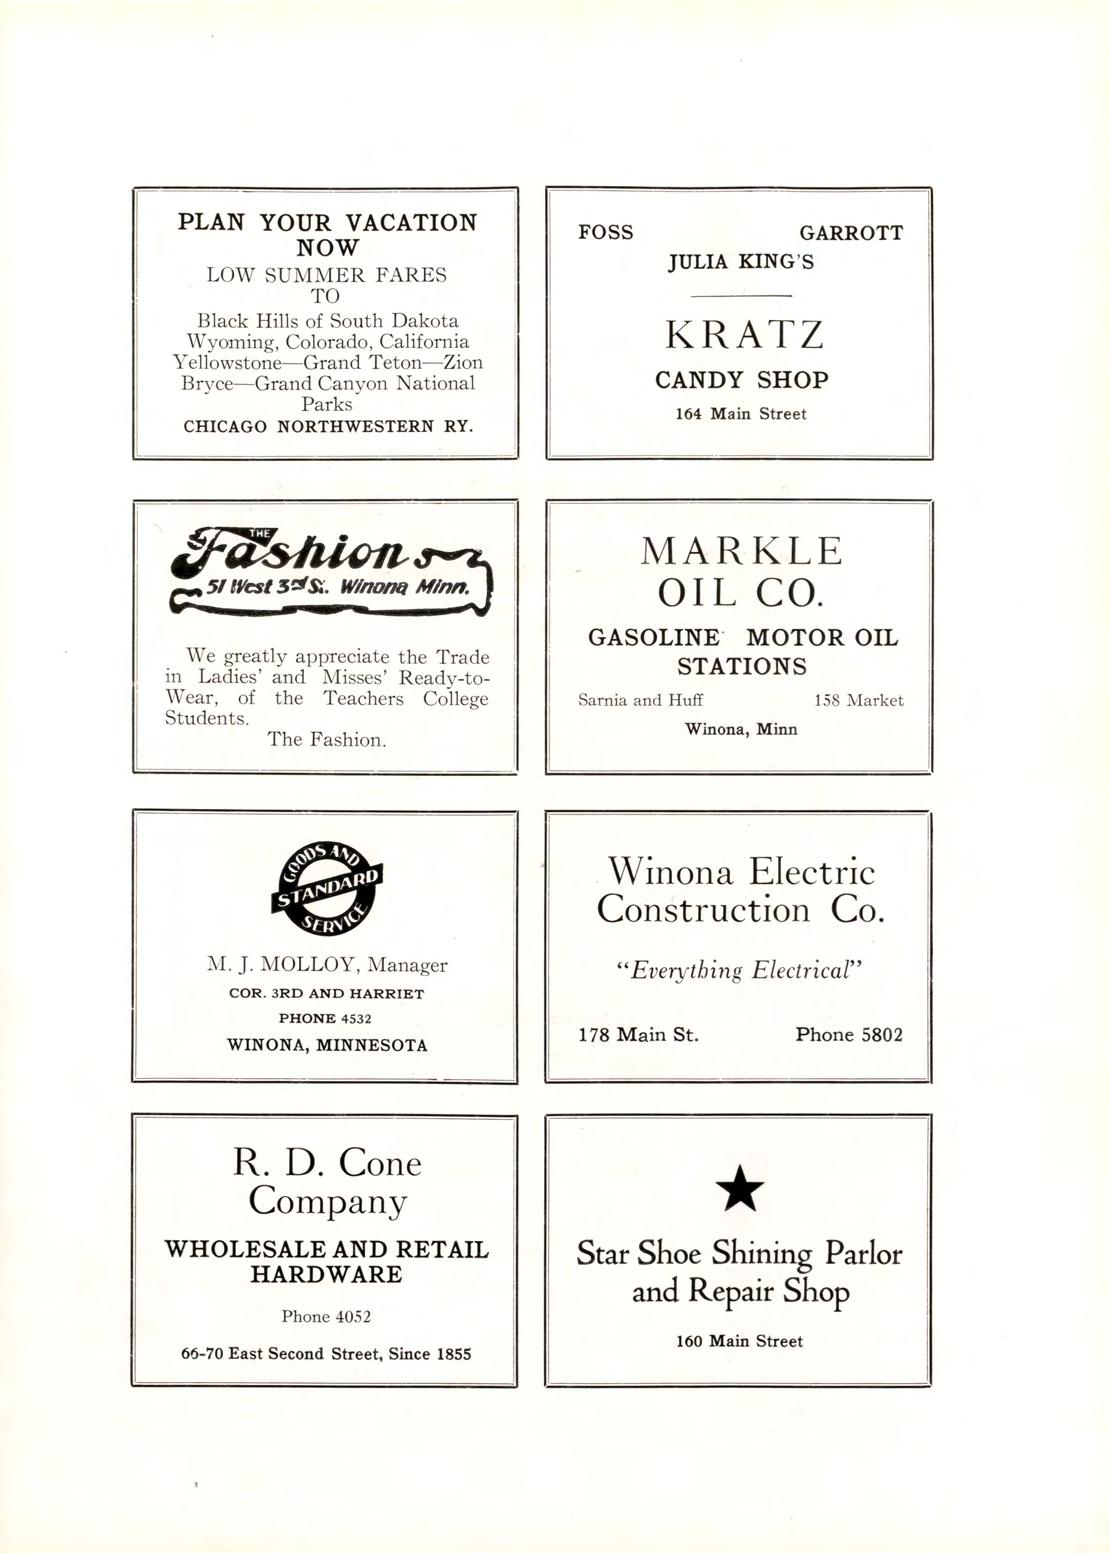 PLAN YOUR VACATION
NOW
LOW SUMMER FARES
TO
Black Hills of South Dakota
Wyoming, Colorado, California
Yellowstone—Grand Teton—Zion
Bryce—Grand Canyon National
Parks
CHICAGO NORTHWESTERN RY.
FOSS GARROTT
JULIA KING'S
KRATZ
CANDY SHOP
164 Main Street
THE
Fashion
51 West 3rd St. Winona Minn.
We greatly appreciate the Trade
in Ladies' and Misses' Ready-to-
Wear, of the Teachers College
Students.
The Fashion.
MARKLE
OIL CO.
GASOLINE MOTOR OIL
STATIONS
Sarnia and Huff 158 Market
Winona, Minn
GOODS AND
STANDARD
SERVICE
M. J. MOLLOY, Manager
COR. 3RD AND HARRIET
PHONE 4532
WINONA, MINNESOTA
Winona Electric
Construction Co.
"Everything Electrical"
178 Main St. Phone 5802
R. D. Cone
Company
WHOLESALE AND RETAIL
HARDWARE
Phone 4052
66-70 East Second Street, Since 1855
Star Shoe Shining Parlor
and Repair Shop
160 Main Street